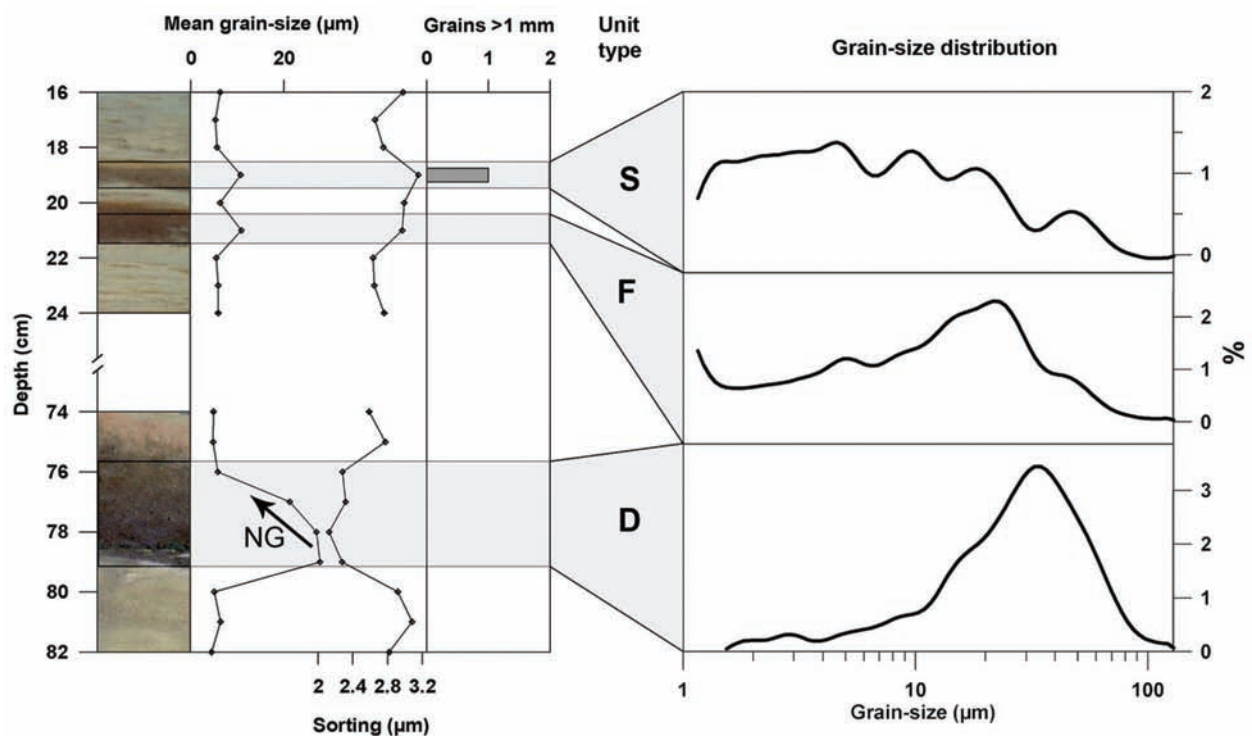 Mean grain-size (µm)
Grains >1 mm
Unit
type
Grain-size distribution
0
20
0
1
2
Depth (cm)
16
18
20
22
24
74
76
78
80
82
NG
2
2.4
2.8
3.2
Sorting (µm)
S
F
D
2
1
0
2
1
0
3
2
1
0
%
1
10
100
Grain-size (µm)